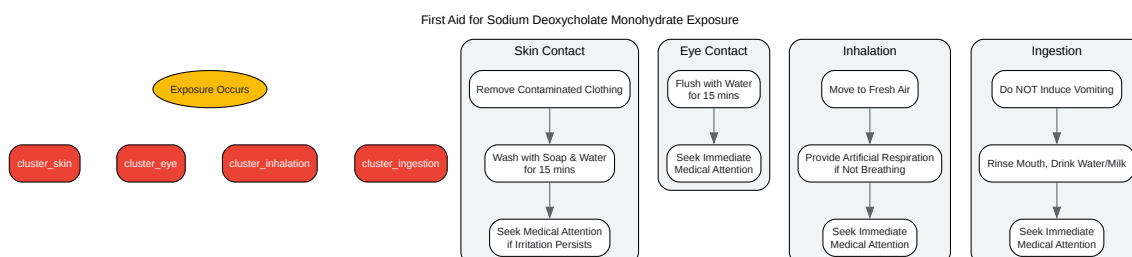 First Aid for Sodium Deoxycholate Monohydrate Exposure
Exposure Occurs
cluster_skin
cluster_eye
cluster_inhalation
cluster_ingestion
Skin Contact
Remove Contaminated Clothing
Wash with Soap & Water
for 15 mins
Seek Medical Attention
if Irritation Persists
Eye Contact
Flush with Water
for 15 mins
Seek Immediate
Medical Attention
Inhalation
Move to Fresh Air
Provide Artificial Respiration
if Not Breathing
Seek Immediate
Medical Attention
Ingestion
Do NOT Induce Vomiting
Rinse Mouth, Drink Water/Milk
Seek Immediate
Medical Attention